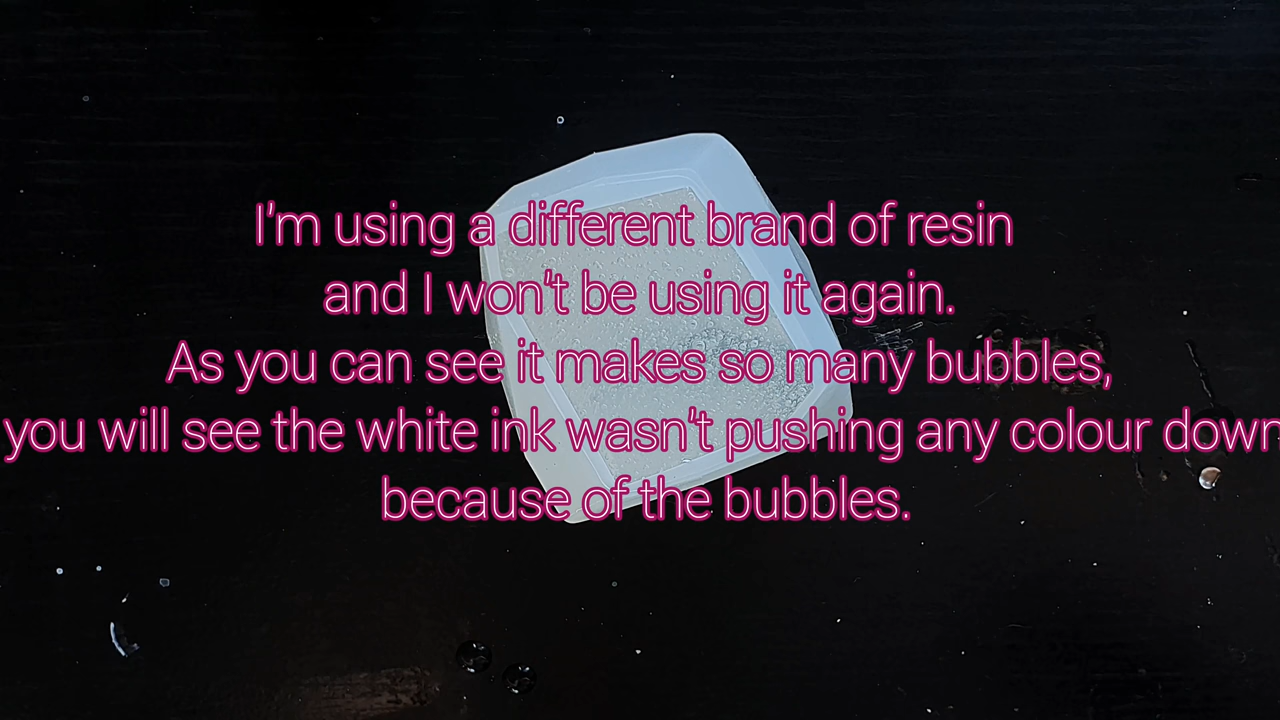 I'm using a different brand of resin
and I won't be using it again.
As you can see it makes so many bubbles,
you will see the white ink wasn't pushing any colour down
because of the bubbles.